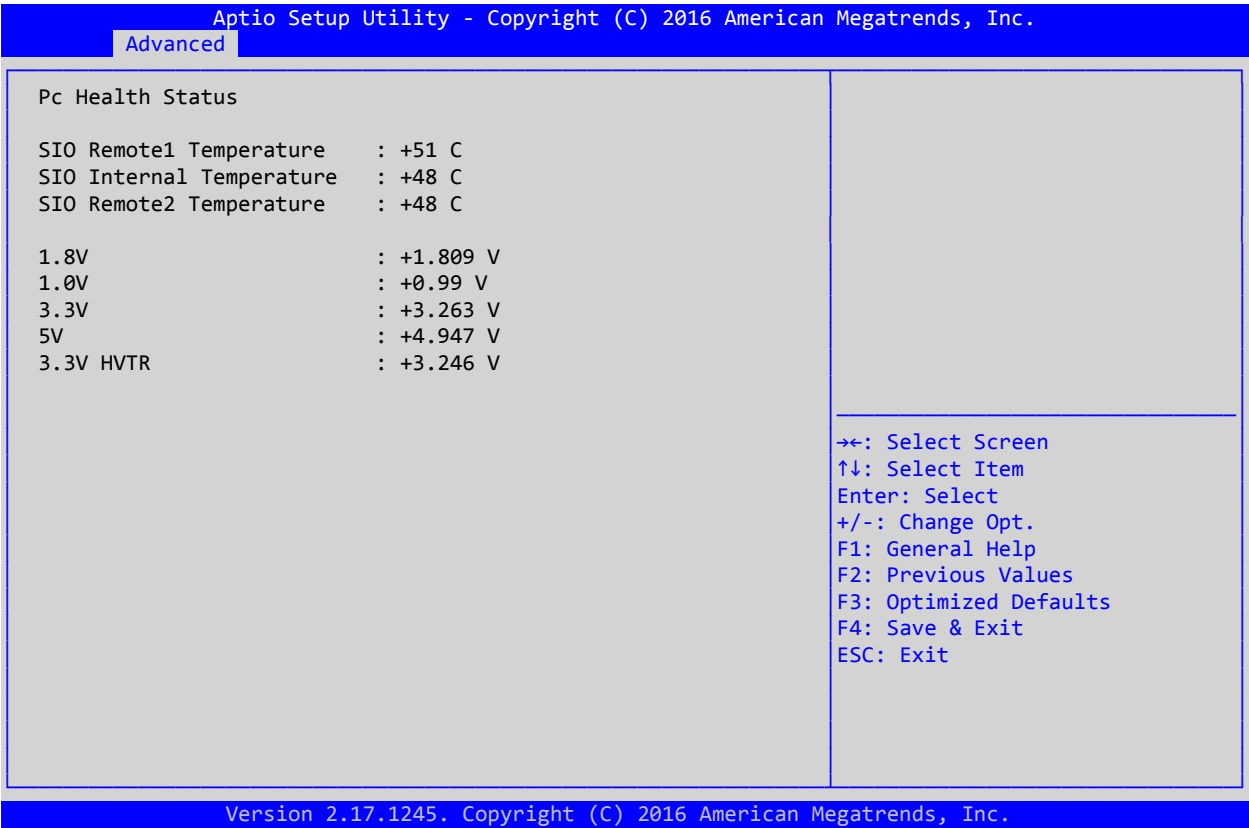 Aptio Setup Utility - Copyright (C) 2016 American Megatrends, Inc.
Advanced
Pc Health Status
SIO Remote1 Temperature : +51 C
SIO Internal Temperature : +48 C
SIO Remote2 Temperature : +48 C
1.8V : +1.809 V
1.0V : +0.99 V
3.3V : +3.263 V
5V : +4.947 V
3.3V HVTR : +3.246 V
→←: Select Screen
↑↓: Select Item
Enter: Select
+/-: Change Opt.
F1: General Help
F2: Previous Values
F3: Optimized Defaults
F4: Save & Exit
ESC: Exit
Version 2.17.1245. Copyright (C) 2016 American Megatrends, Inc.